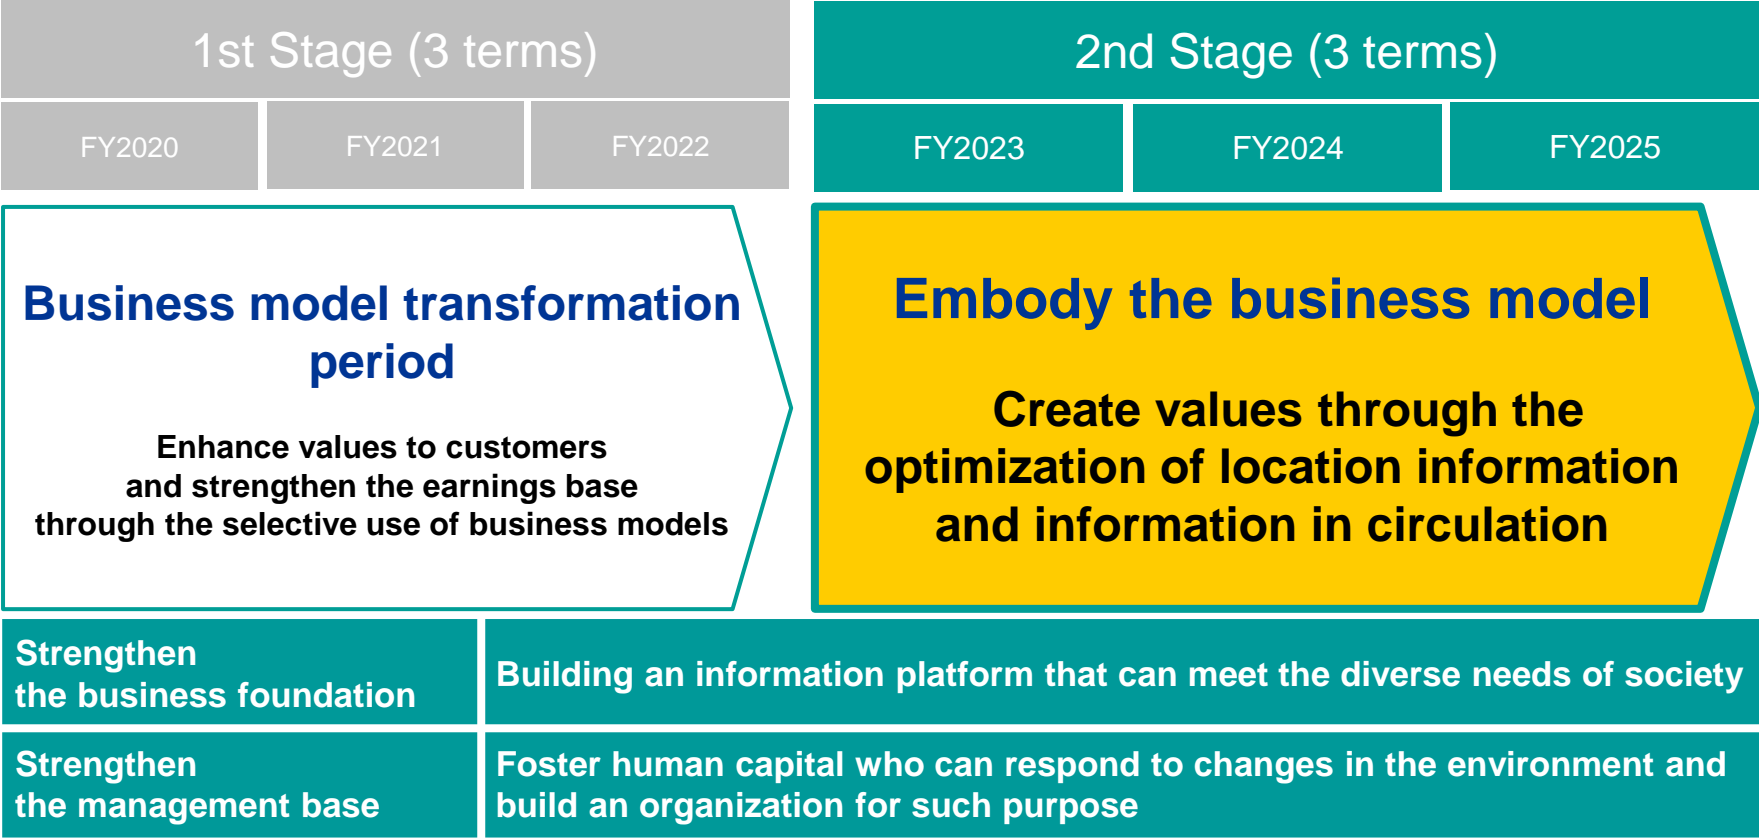 1st Stage (3 terms)
2nd Stage (3 terms)
FY2020
FY2021
FY2022
FY2023
FY2024
FY2025
Business model transformation
period
Enhance values to customers
and strengthen the earnings base
through the selective use of business models
Embody the business model
Create values through the
optimization of location information
and information in circulation
Strengthen
the business foundation
Building an information platform that can meet the diverse needs of society
Strengthen
the management base
Foster human capital who can respond to changes in the environment and
build an organization for such purpose